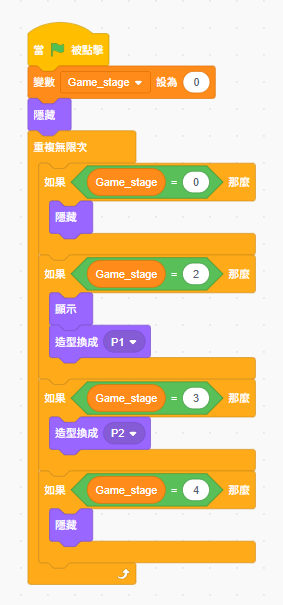 當 被點擊
變數 Game_stage 設為 0
隱藏
重複無限次
如果 Game_stage = 0 那麼
隱藏
如果 Game_stage = 2 那麼
顯示
造型換成 P1
如果 Game_stage = 3 那麼
造型換成 P2
如果 Game_stage = 4 那麼
隱藏